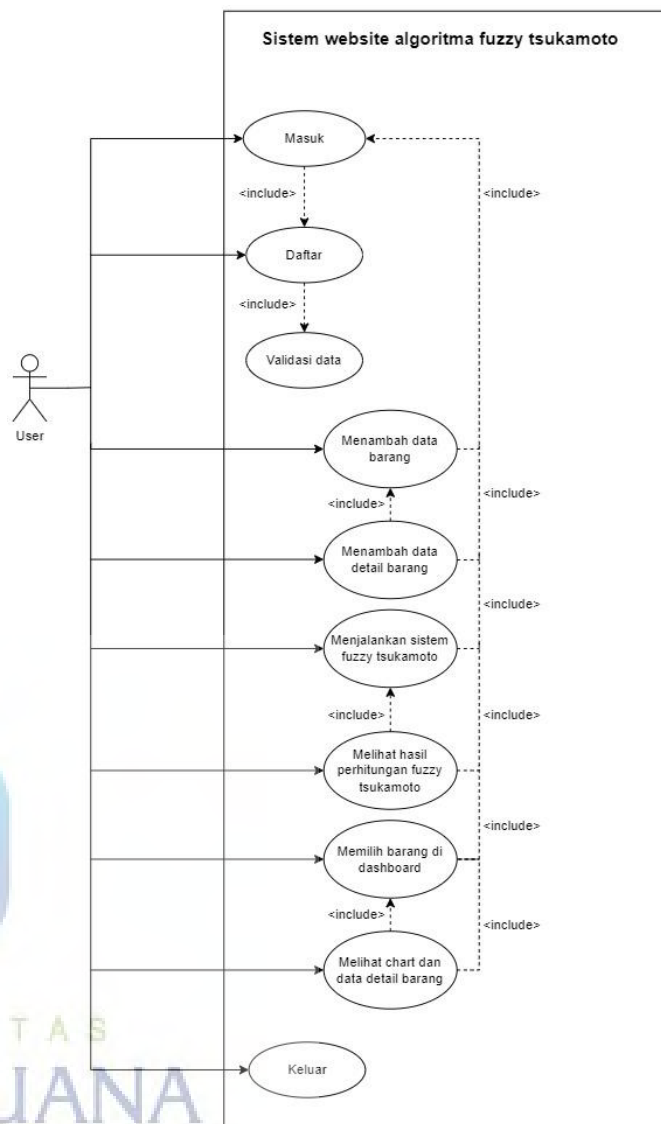 Sistem website algoritma fuzzy tsukamoto
Masuk
<include>
<include>
Daftar
<include>
Validasi data
User
Menambah data
barang
<include>
<include>
Menambah data
detail barang
<include>
Menjalankan sistem
fuzzy tsukamoto
<include>
<include>
Melihat hasil
perhitungan fuzzy
tsukamoto
<include>
Memilih barang di
dashboard
<include>
<include>
Melihat chart dan
data detail barang
T A S
Keluar
UANA